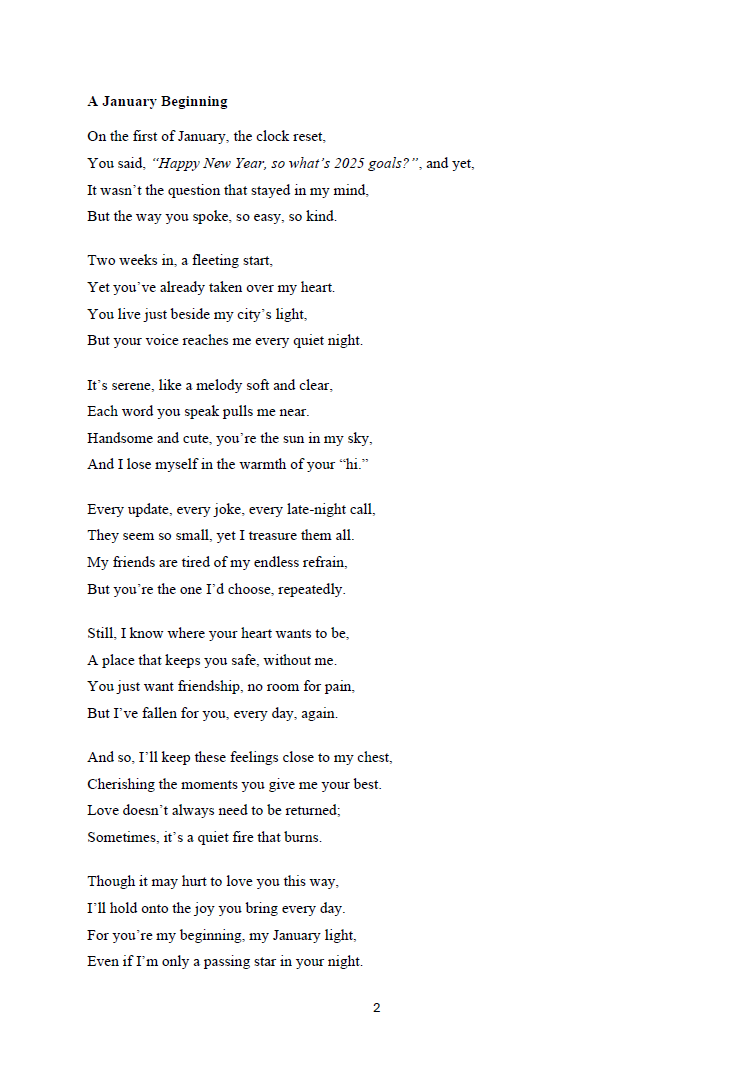 A January Beginning
On the first of January, the clock reset,
You said, “Happy New Year, so what’s 2025 goals?”, and yet,
It wasn’t the question that stayed in my mind,
But the way you spoke, so easy, so kind.
Two weeks in, a fleeting start,
Yet you’ve already taken over my heart.
You live just beside my city’s light,
But your voice reaches me every quiet night.
It’s serene, like a melody soft and clear,
Each word you speak pulls me near.
Handsome and cute, you’re the sun in my sky,
And I lose myself in the warmth of your “hi.”
Every update, every joke, every late-night call,
They seem so small, yet I treasure them all.
My friends are tired of my endless refrain,
But you’re the one I’d choose, repeatedly.
Still, I know where your heart wants to be,
A place that keeps you safe, without me.
You just want friendship, no room for pain,
But I’ve fallen for you, every day, again.
And so, I’ll keep these feelings close to my chest,
Cherishing the moments you give me your best.
Love doesn’t always need to be returned;
Sometimes, it’s a quiet fire that burns.
Though it may hurt to love you this way,
I’ll hold onto the joy you bring every day.
For you’re my beginning, my January light,
Even if I’m only a passing star in your night.
2